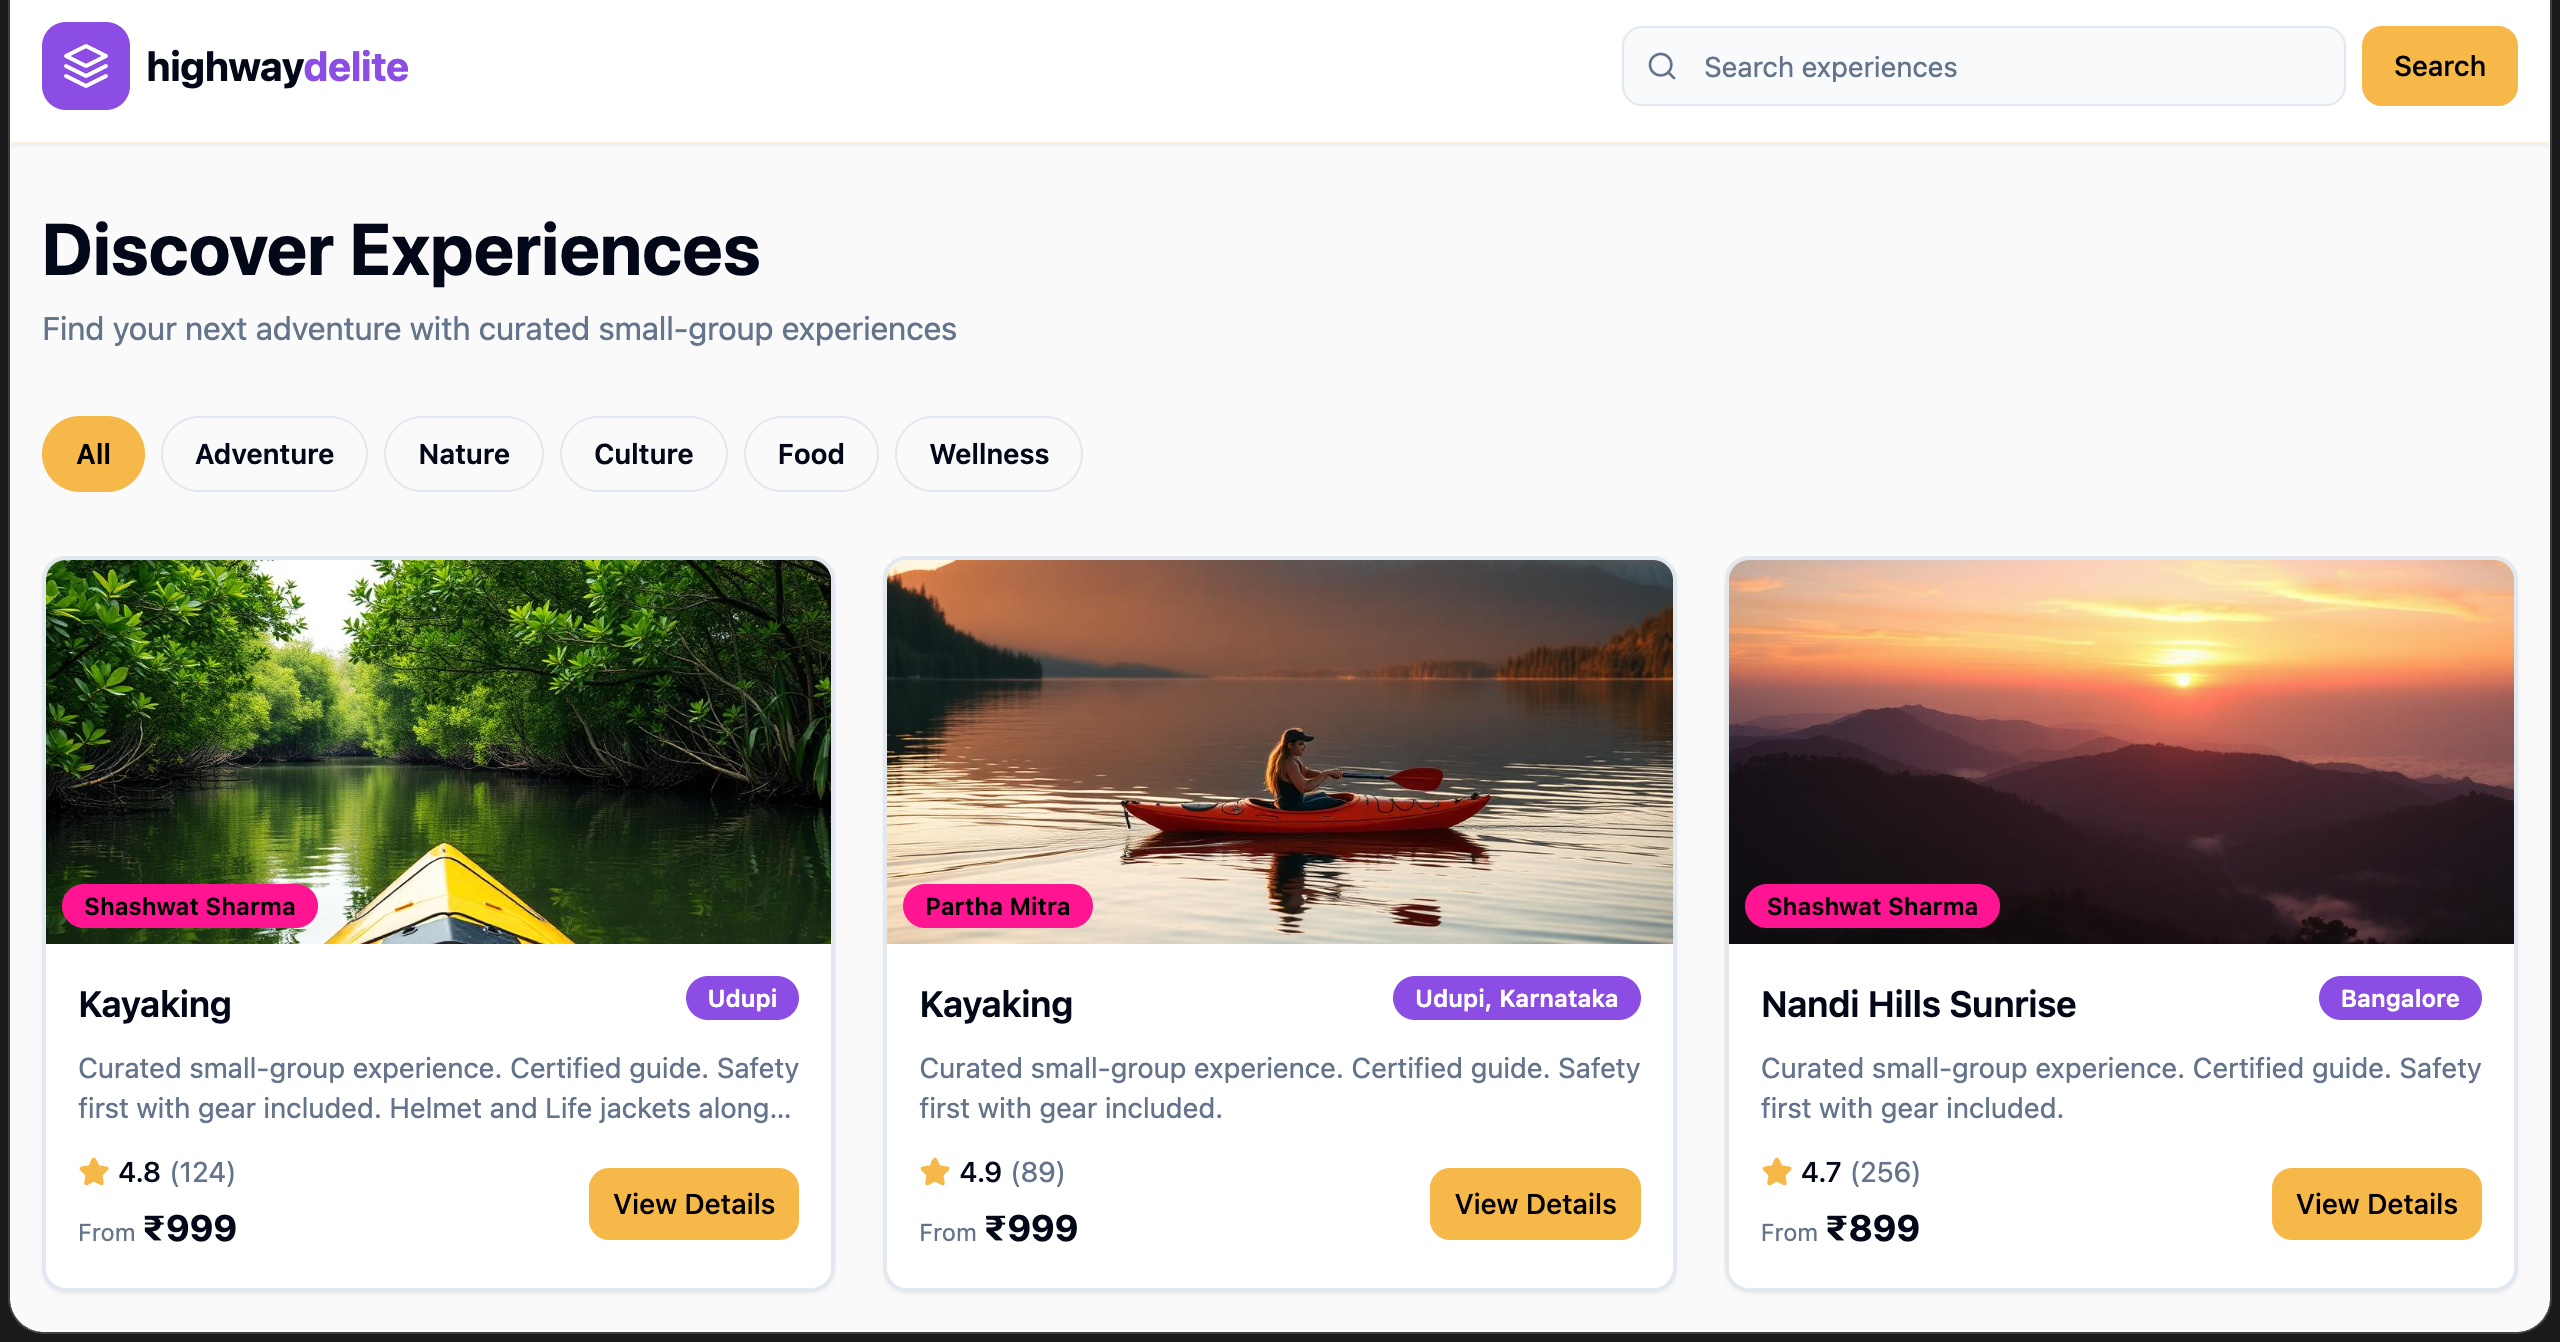 highwaydelite
Search experiences
Search
Discover Experiences
Find your next adventure with curated small-group experiences
All
Adventure
Nature
Culture
Food
Wellness
Shashwat Sharma
Kayaking
Udupi
Curated small-group experience. Certified guide. Safety
first with gear included. Helmet and Life jackets along...
4.8 (124)
From ₹999
View Details
Partha Mitra
Kayaking
Udupi, Karnataka
Curated small-group experience. Certified guide. Safety
first with gear included.
4.9 (89)
From ₹999
View Details
Shashwat Sharma
Nandi Hills Sunrise
Bangalore
Curated small-group experience. Certified guide. Safety
first with gear included.
4.7 (256)
From ₹899
View Details